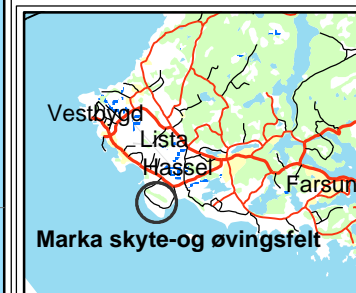 Vestbygd
Lista
Hassel
Farsun
Marka skyte-og øvingsfelt